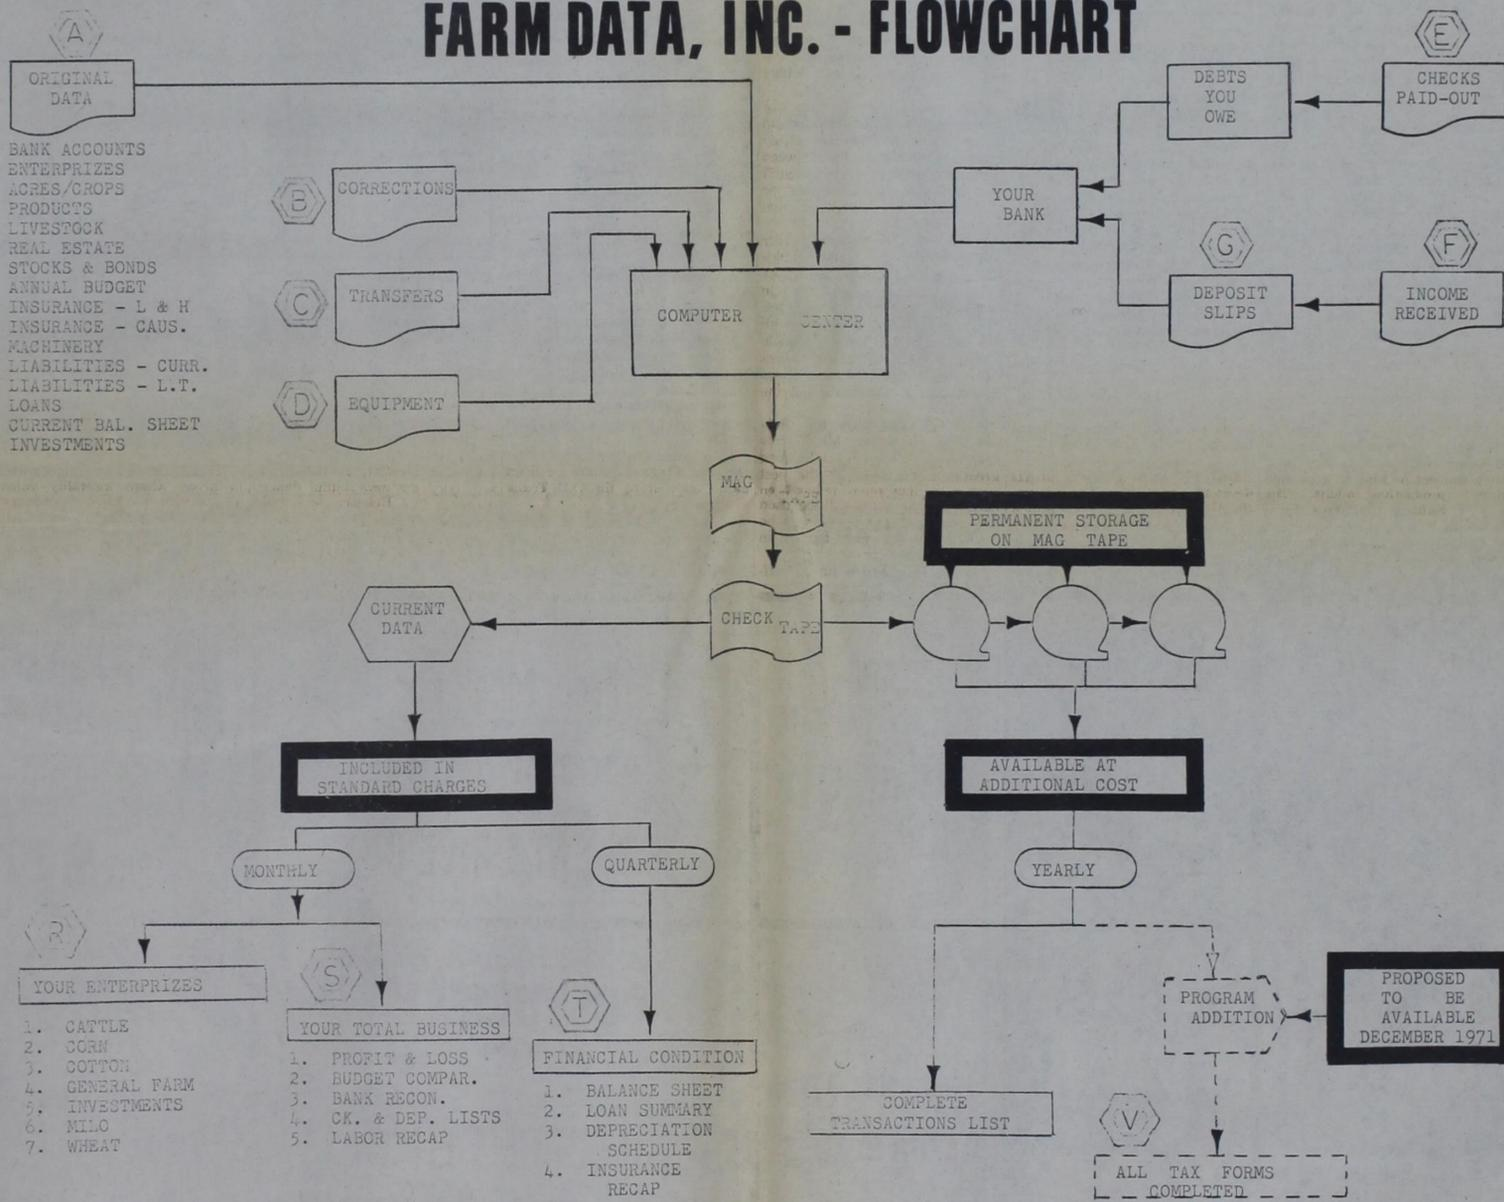 FARM DATA, INC. - FLOWCHART
A
ORIGINAL
DATA
BANK ACCOUNTS
ENTERPRIZES
ACRES/CROPS
PRODUCTS
LIVESTOCK
REAL ESTATE
STOCKS & BONDS
ANNUAL BUDGET
INSURANCE - L & H
INSURANCE - CAUS.
MACHINERY
LIABILITIES - CURR.
LIABILITIES - L.T.
LOANS
CURRENT BAL. SHEET
INVESTMENTS
B
CORRECTIONS
C
TRANSFERS
D
EQUIPMENT
E
CHECKS
PAID-OUT
DEBTS
YOU
OWE
YOUR
BANK
G
DEPOSIT
SLIPS
F
INCOME
RECEIVED
COMPUTER CENTER
MAG TAPE
CHECK TAPE
PERMANENT STORAGE
ON MAG TAPE
CURRENT
DATA
INCLUDED IN
STANDARD CHARGES
AVAILABLE AT
ADDITIONAL COST
MONTHLY
QUARTERLY
YEARLY
R
YOUR ENTERPRIZES
1. CATTLE
2. CORN
3. COTTON
4. GENERAL FARM
5. INVESTMENTS
6. MILO
7. WHEAT
S
YOUR TOTAL BUSINESS
1. PROFIT & LOSS
2. BUDGET COMPAR.
3. BANK RECON.
4. CK. & DEP. LISTS
5. LABOR RECAP
T
FINANCIAL CONDITION
1. BALANCE SHEET
2. LOAN SUMMARY
3. DEPRECIATION
SCHEDULE
4. INSURANCE
RECAP
COMPLETE
TRANSACTIONS LIST
PROGRAM
ADDITION
PROPOSED
TO BE
AVAILABLE
DECEMBER 1971
V
ALL TAX FORMS
COMPLETED